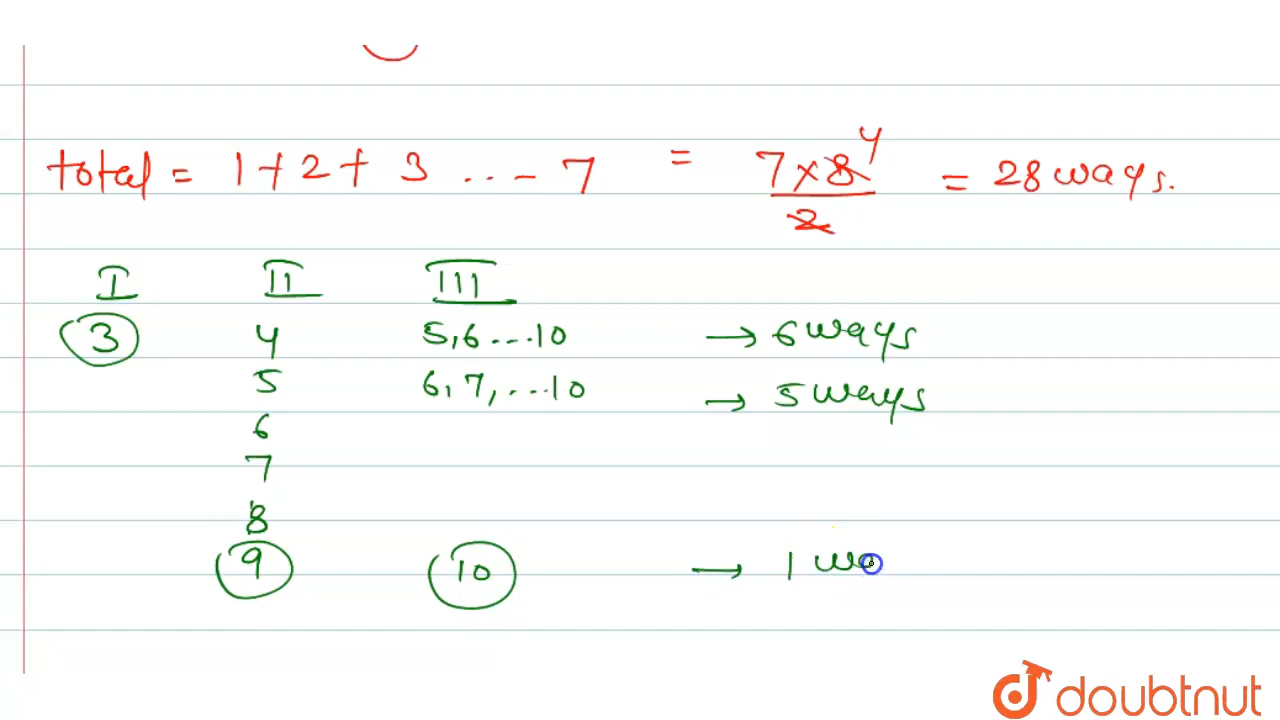 total = 1 + 2 + 3 ... - 7 = 7 x 8 4 / 2 = 28 ways.
I II III
3 4 5,6 ... 10 → 6 ways
5 6,7, ... 10 → 5 ways
6
7
8
9 10 → 1 wa
doubtnut